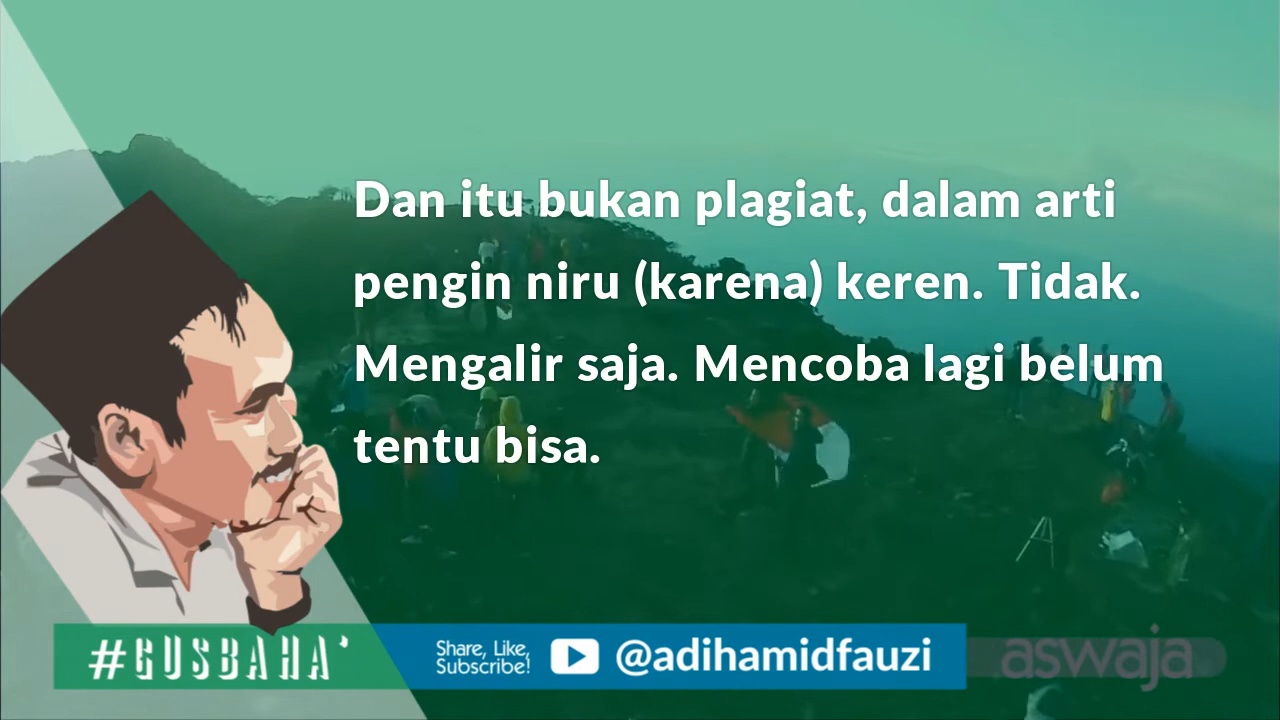 Dan itu bukan plagiat, dalam arti
pengin niru (karena) keren. Tidak.
Mengalir saja. Mencoba lagi belum
tentu bisa.
#GUSBAHA’
Share, Like,
Subscribe!
@adihamidfauzi
aswaja